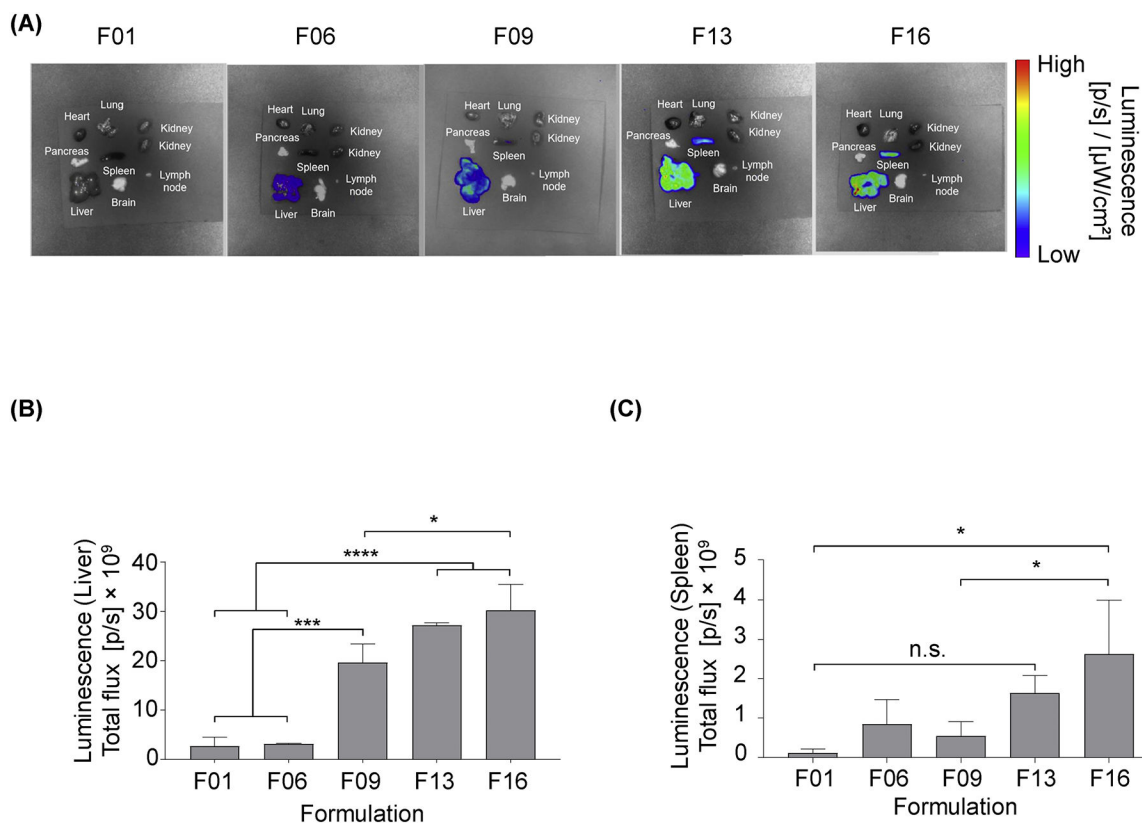 (A)
F01 F06 F09 F13 F16
Heart Lung Kidney Kidney Pancreas Spleen Lymph node Liver Brain
Heart Lung Kidney Kidney Pancreas Spleen Lymph node Liver Brain
Heart Lung Kidney Kidney Pancreas Spleen Lymph node Liver Brain
Heart Lung Kidney Kidney Pancreas Spleen Lymph node Liver Brain
Heart Lung Kidney Kidney Pancreas Spleen Lymph node Liver Brain
High
Low
Luminescence
[p/s] / [µW/cm²]
(B)
Luminescence (Liver)
Total flux [p/s] × 10⁹
40
30
20
10
0
*
****
***
F01 F06 F09 F13 F16
Formulation
(C)
Luminescence (Spleen)
Total flux [p/s] × 10⁹
5
4
3
2
1
0
*
*
n.s.
F01 F06 F09 F13 F16
Formulation